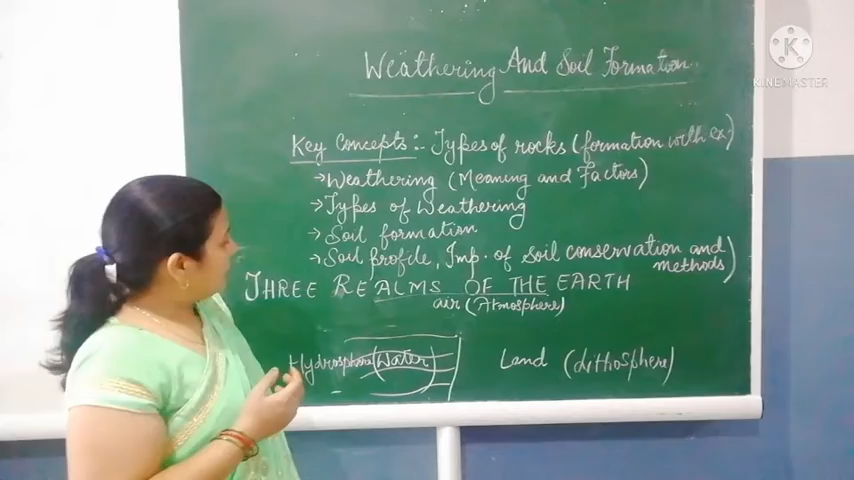 Weathering And Soil Formation.
Key Concepts:- Types of rocks (formation with ex.)
→Weathering (Meaning and Factors)
→Types of Weathering
→Soil formation
→Soil profile, Imp. of Soil conservation and methods)
THREE REALMS OF THE EARTH
air (Atmosphere)
Hydrosphere (Water) Land (Lithosphere)
K
KINEMASTER